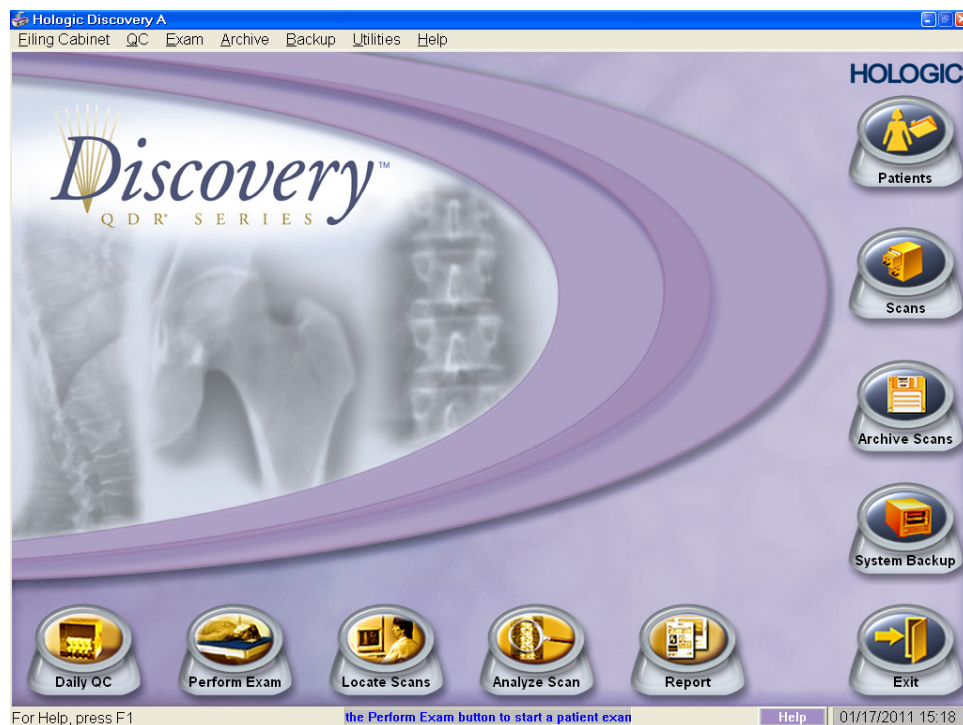 Hologic Discovery A
Filing Cabinet QC Exam Archive Backup Utilities Help
HOLOGIC
Discovery™
QDR® SERIES
Patients
Scans
Archive Scans
System Backup
Daily QC
Perform Exam
Locate Scans
Analyze Scan
Report
Exit
For Help, press F1
the Perform Exam button to start a patient exan
Help
01/17/2011 15:18